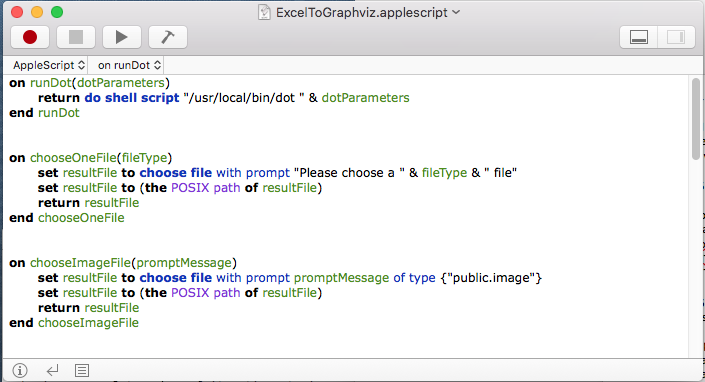 ExcelToGraphviz.applescript
AppleScript on runDot
on runDot(dotParameters)
return do shell script "/usr/local/bin/dot " & dotParameters
end runDot
on chooseOneFile(fileType)
set resultFile to choose file with prompt "Please choose a " & fileType & " file"
set resultFile to (the POSIX path of resultFile)
return resultFile
end chooseOneFile
on chooseImageFile(promptMessage)
set resultFile to choose file with prompt promptMessage of type {"public.image"}
set resultFile to (the POSIX path of resultFile)
return resultFile
end chooseImageFile